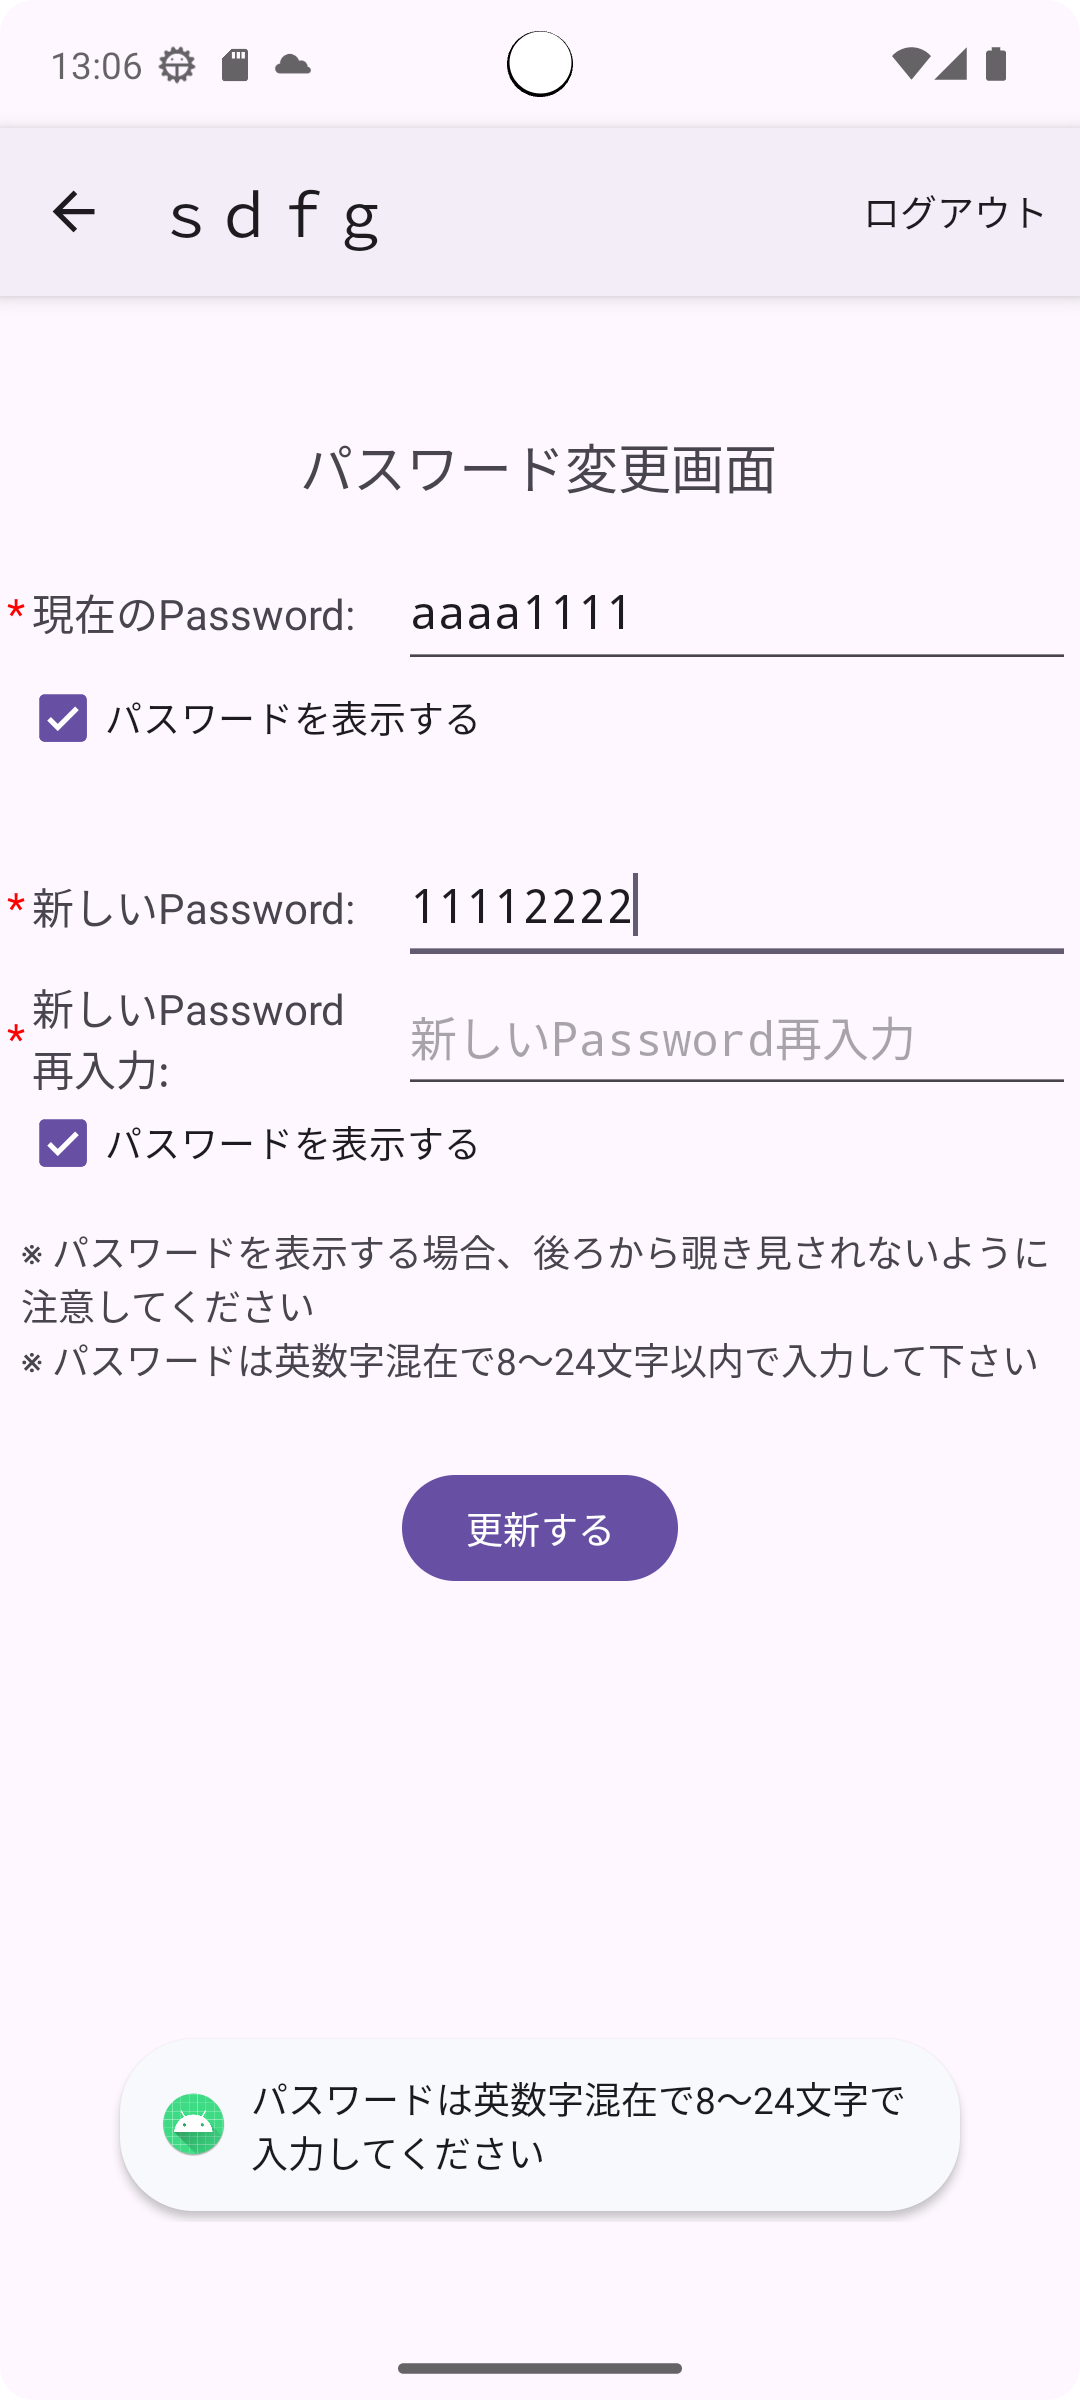 13:06
ｓｄｆｇ
ログアウト
パスワード変更画面
*現在のPassword: aaaa1111
パスワードを表示する
*新しいPassword: 11112222
*新しいPassword
再入力:
新しいPassword再入力
パスワードを表示する
※ パスワードを表示する場合、後ろから覗き見されないように
注意してください
※ パスワードは英数字混在で8〜24文字以内で入力して下さい
更新する
パスワードは英数字混在で8〜24文字で
入力してください